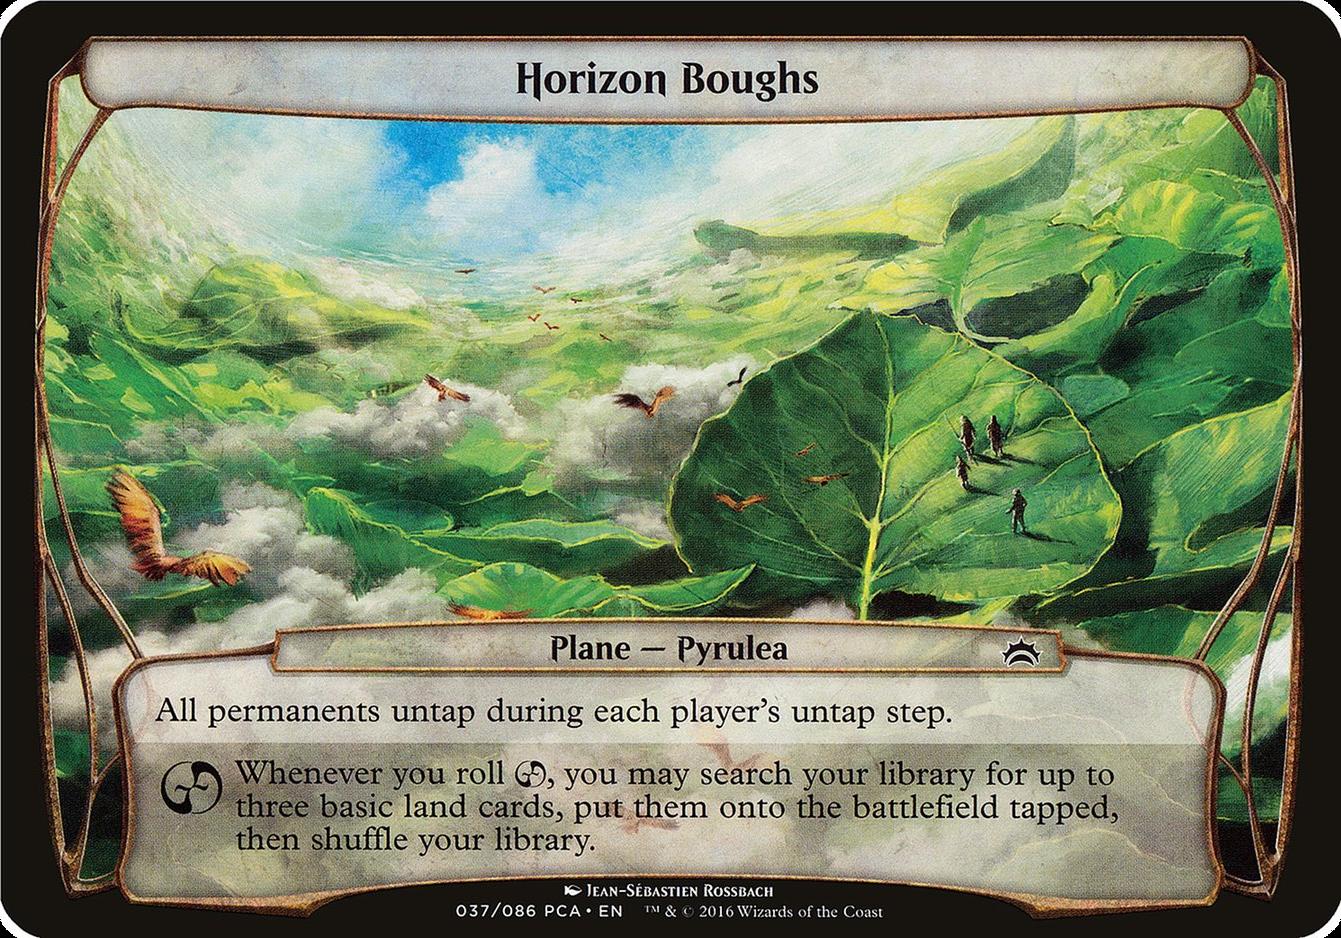 Horizon Boughs
Plane — Pyrulea
All permanents untap during each player's untap step.
Whenever you roll , you may search your library for up to
three basic land cards, put them onto the battlefield tapped,
then shuffle your library.
Jean-Sébastien Rossbach
037/086 PCA • EN ™ & © 2016 Wizards of the Coast